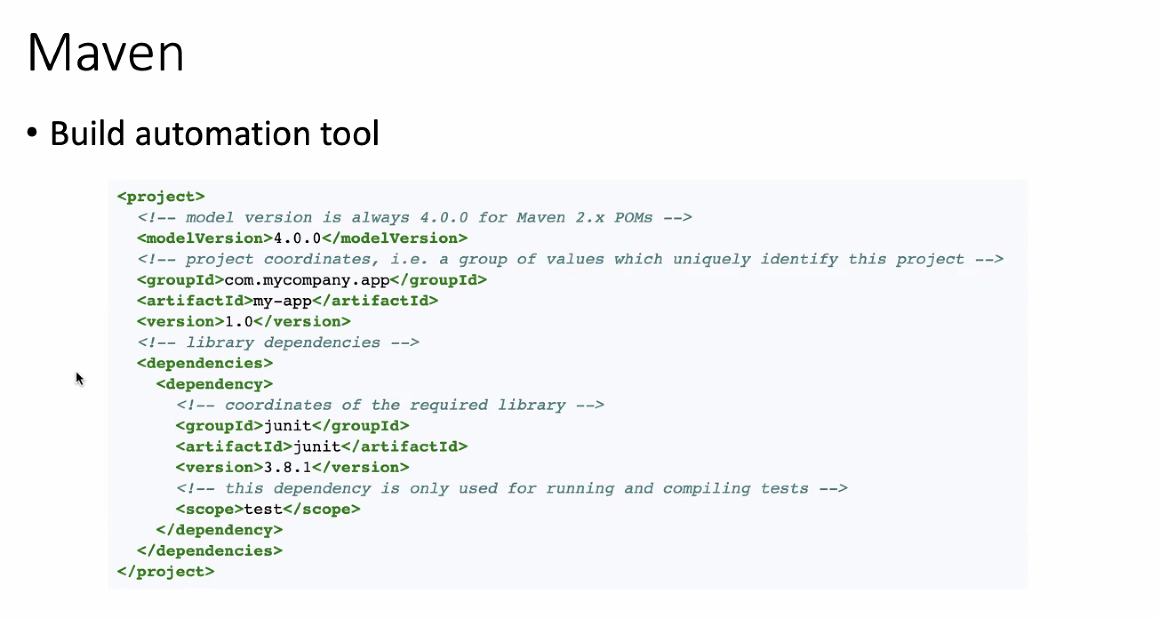 Maven
• Build automation tool
<project>
<!-- model version is always 4.0.0 for Maven 2.x POMs -->
<modelVersion>4.0.0</modelVersion>
<!-- project coordinates, i.e. a group of values which uniquely identify this project -->
<groupId>com.mycompany.app</groupId>
<artifactId>my-app</artifactId>
<version>1.0</version>
<!-- library dependencies -->
<dependencies>
<dependency>
<!-- coordinates of the required library -->
<groupId>junit</groupId>
<artifactId>junit</artifactId>
<version>3.8.1</version>
<!-- this dependency is only used for running and compiling tests -->
<scope>test</scope>
</dependency>
</dependencies>
</project>